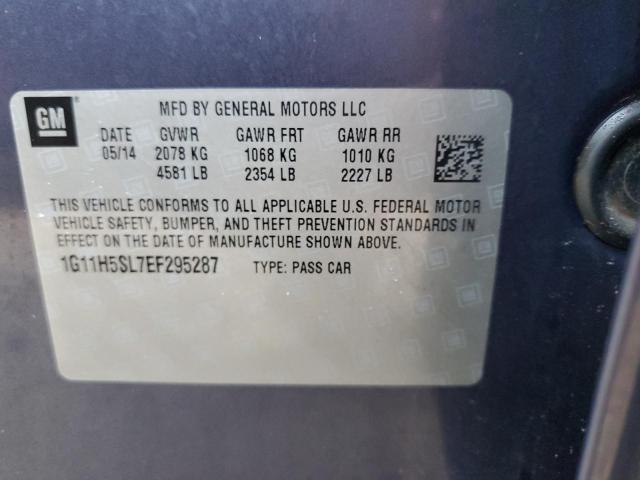 GM
MFD BY GENERAL MOTORS LLC
DATE GVWR GAWR FRT GAWR RR
05/14 2078 KG 1068 KG 1010 KG
4581 LB 2354 LB 2227 LB
THIS VEHICLE CONFORMS TO ALL APPLICABLE U.S. FEDERAL MOTOR
VEHICLE SAFETY, BUMPER, AND THEFT PREVENTION STANDARDS IN
EFFECT ON THE DATE OF MANUFACTURE SHOWN ABOVE.
1G11H5SL7EF295287 TYPE: PASS CAR